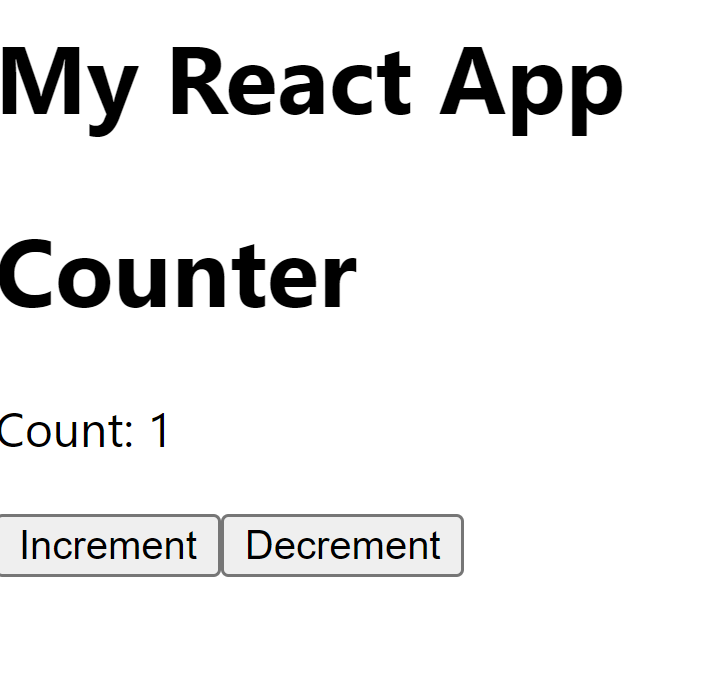 My React App
Counter
Count: 1
Increment Decrement